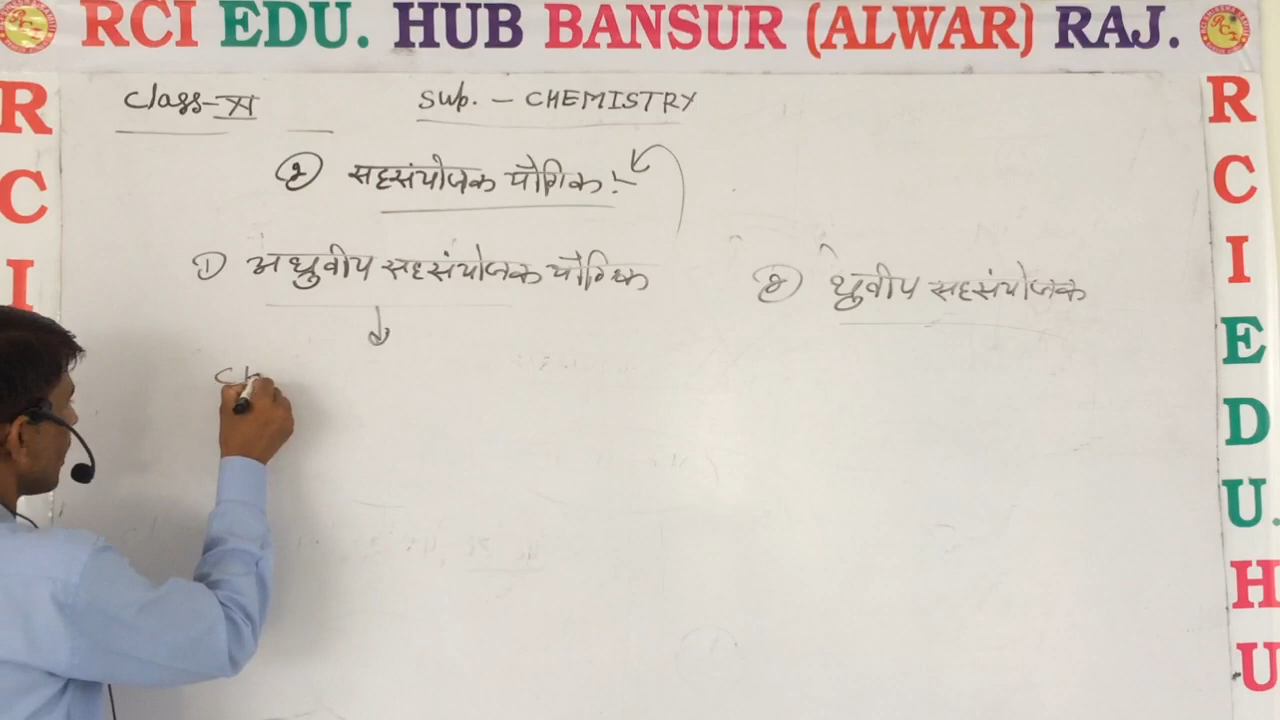 RCI EDU. HUB BANSUR (ALWAR) RAJ.
Class-XI
Sub. - CHEMISTRY
② सहसंयोजक यौगिक :-
① अध्रुवीय सहसंयोजक यौगिक
② ध्रुवीय सहसंयोजक
R
C
I
R
C
I
E
D
U.
H
U